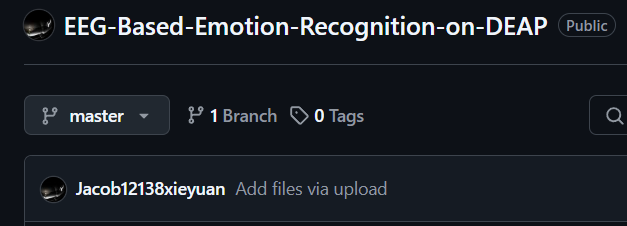 EEG-Based-Emotion-Recognition-on-DEAP Public
master 1 Branch 0 Tags
Jacob12138xieyuan Add files via upload